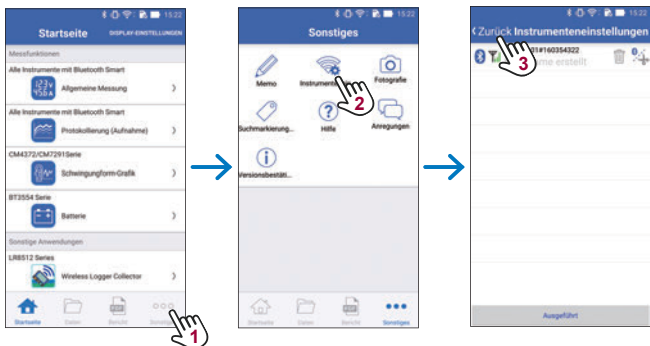 15:22
Startseite
DISPLAY-EINSTELLUNGEN
Messfunktionen
Alle Instrumente mit Bluetooth Smart
Allgemeine Messung
Alle Instrumente mit Bluetooth Smart
Protokollierung (Aufnahme)
CM4372/CM7291Serie
Schwingungform-Grafik
BT3554 Serie
Batterie
Sonstige Anwendungen
LR8512 Series
Wireless Logger Collector
Startseite
Daten
Bericht
1
15:22
Sonstiges
Memo
Fotografie
2
Suchmarkierung...
Hilfe
Anregungen
Versionsbestäti...
Startseite
Daten
Bericht
Sonstiges
15:22
Zurück Instrumenteneinstellungen
01#160354322
erstellt
3
Ausgeführt